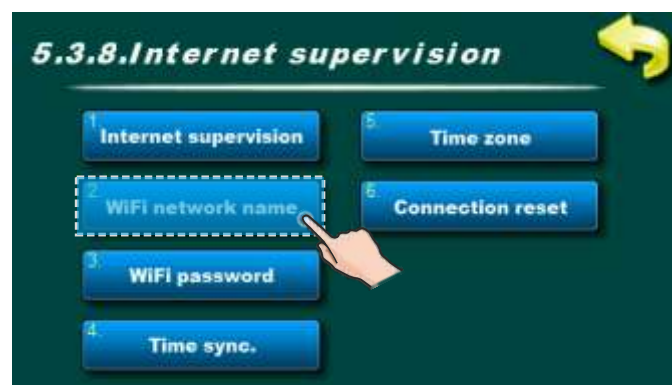 5.3.8.Internet supervision
1.
Internet supervision
2.
WiFi network name
3.
WiFi password
4.
Time sync.
5.
Time zone
6.
Connection reset